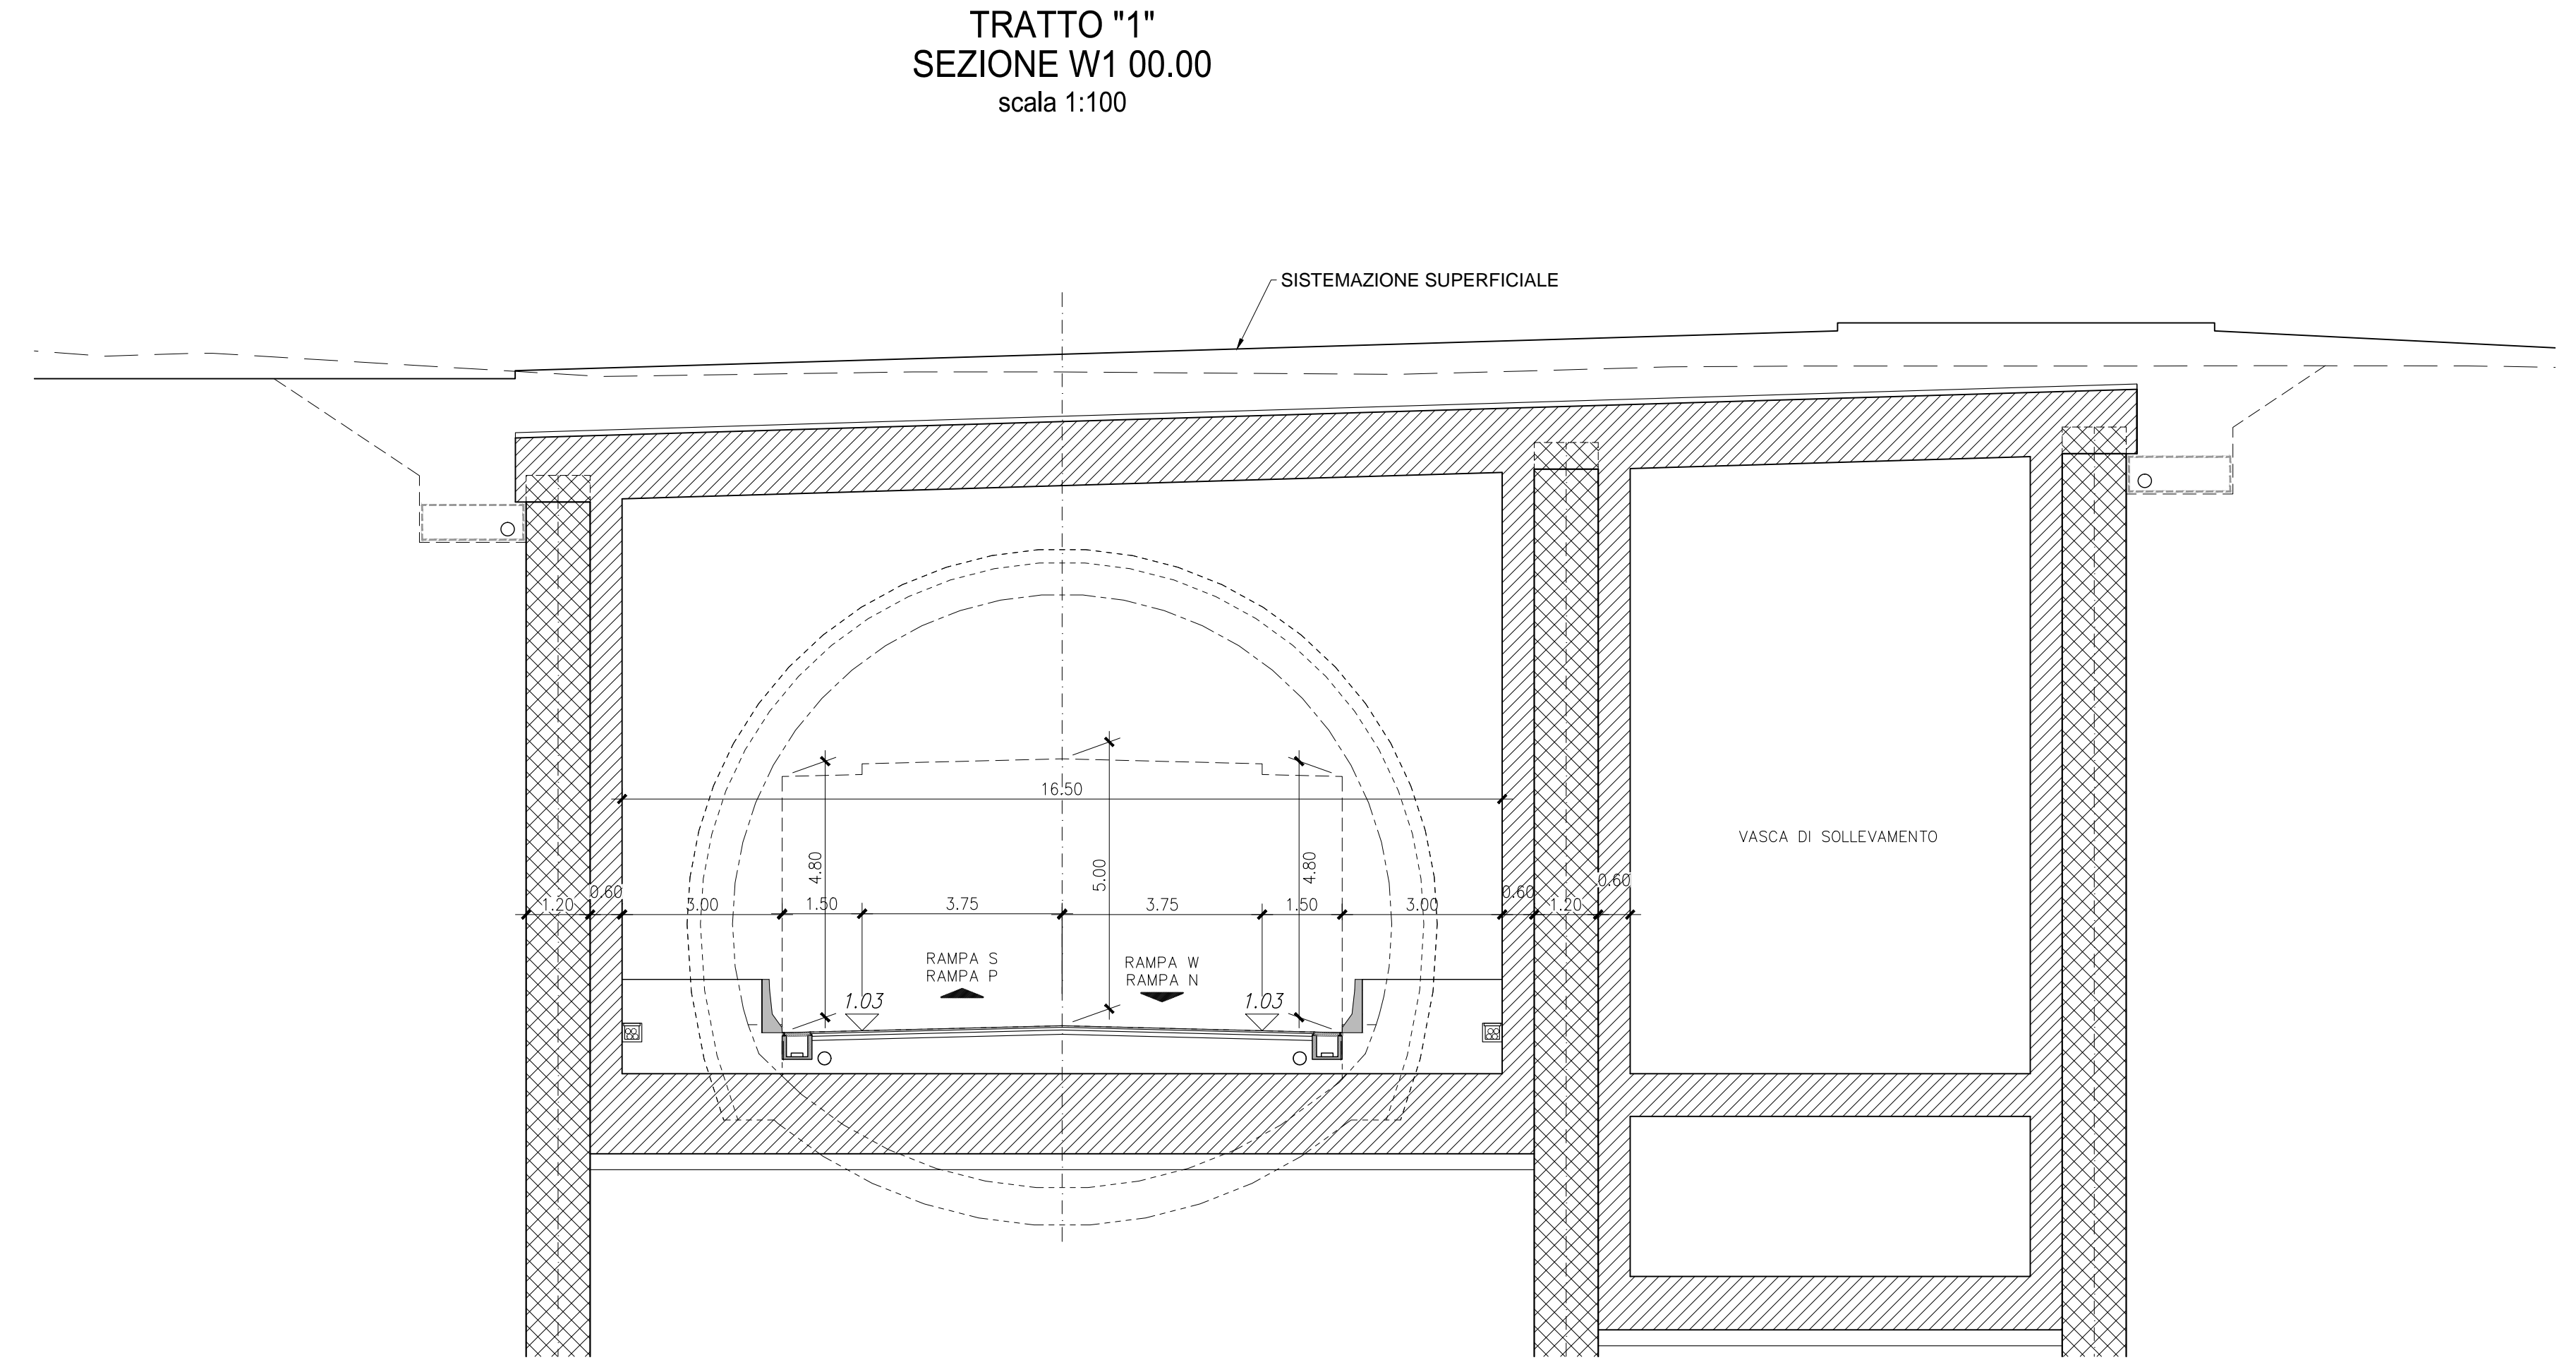 TRATTO "1"
SEZIONE W1 00.00
scala 1:100
SISTEMAZIONE SUPERFICIALE
16.50
VASCA DI SOLLEVAMENTO
4.80
5.00
4.80
1.20
0.60
3.00
1.50
3.75
3.75
1.50
3.00
0.60
1.20
0.60
RAMPA S
RAMPA P
RAMPA W
RAMPA N
1.03
1.03